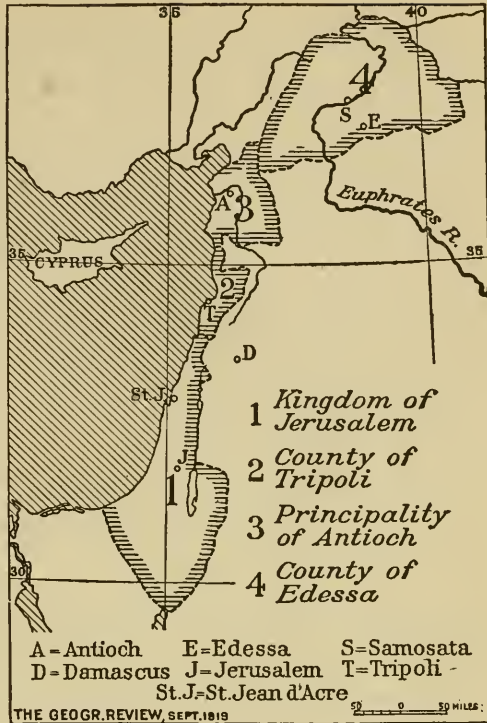 35
40
4
S
E
A
3
Euphrates R.
35
35
CYPRUS
2
T
D
St.J.
J
1
1 Kingdom of
Jerusalem
2 County of
Tripoli
3 Principality
of Antioch
4 County of
Edessa
30
A=Antioch E=Edessa S=Samosata
D=Damascus J=Jerusalem T=Tripoli
St.J.=St.Jean d'Acre
THE GEOGR.REVIEW, SEPT.1919
50 0 50 MILES